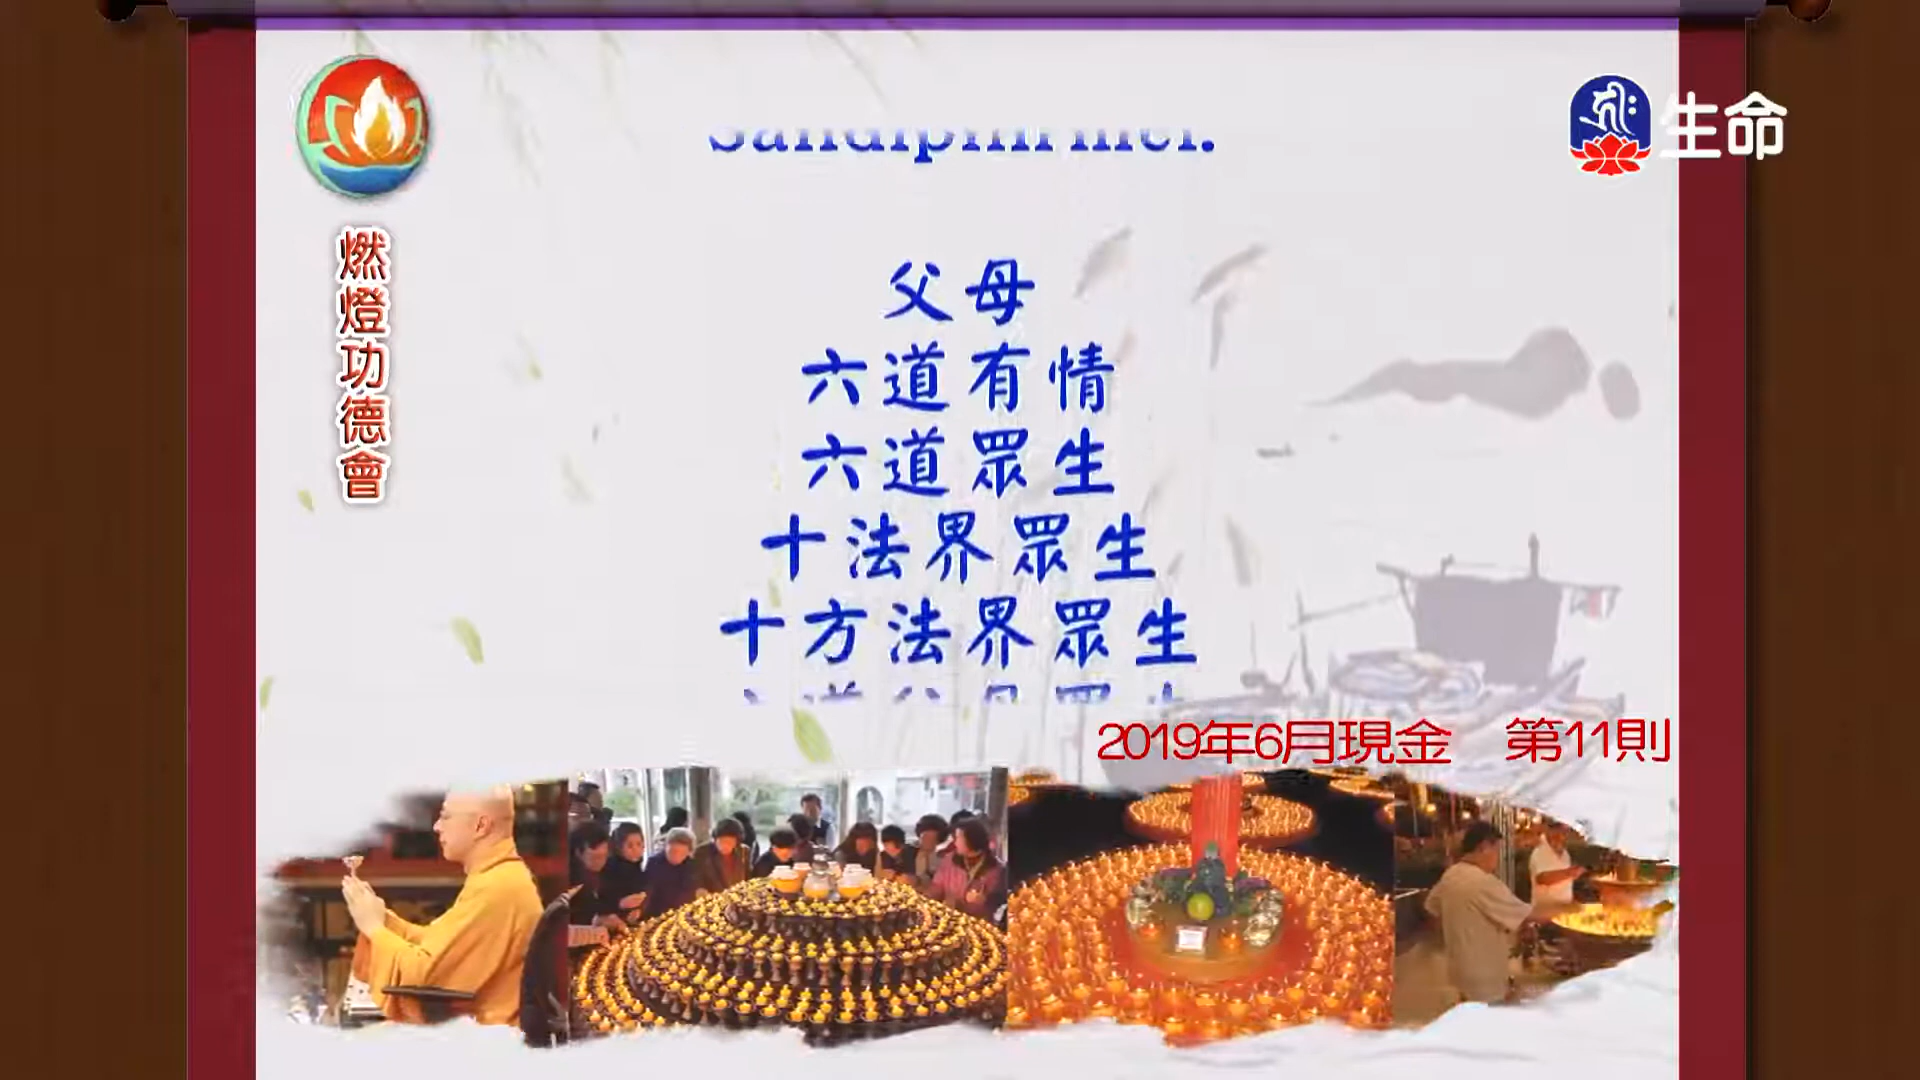 生命
燃燈功德會
父母
六道有情
六道眾生
十法界眾生
十方法界眾生
2019年6月現金 第11則